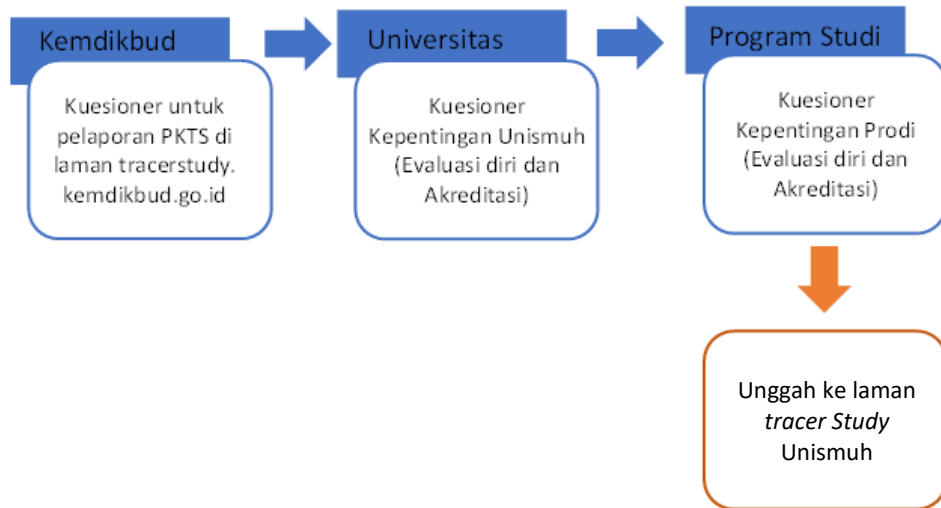 Kemdikbud
Kuesioner untuk
pelaporan PKTS di
laman tracerstudy.
kemdikbud.go.id
Universitas
Kuesioner
Kepentingan Unismuh
(Evaluasi diri dan
Akreditasi)
Program Studi
Kuesioner
Kepentingan Prodi
(Evaluasi diri dan
Akreditasi)
Unggah ke laman
tracer Study
Unismuh